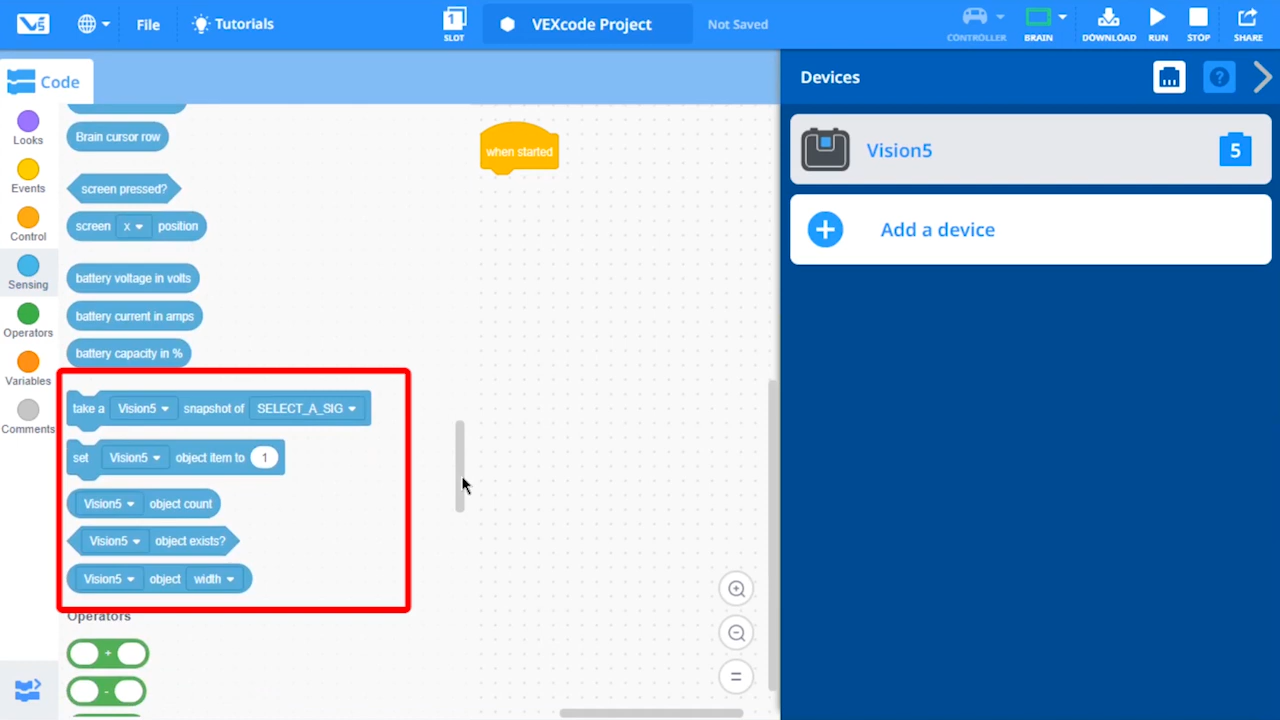 V5
File
Tutorials
1
SLOT
VEXcode Project
Not Saved
CONTROLLER
BRAIN
DOWNLOAD
RUN
STOP
SHARE
Code
Looks
Events
Control
Sensing
Operators
Variables
Comments
Brain cursor row
screen pressed?
screen x position
battery voltage in volts
battery current in amps
battery capacity in %
take a Vision5 snapshot of SELECT_A_SIG
set Vision5 object item to 1
Vision5 object count
Vision5 object exists?
Vision5 object width
Operators
+
-
when started
=
Devices
?
Vision5
5
+ Add a device